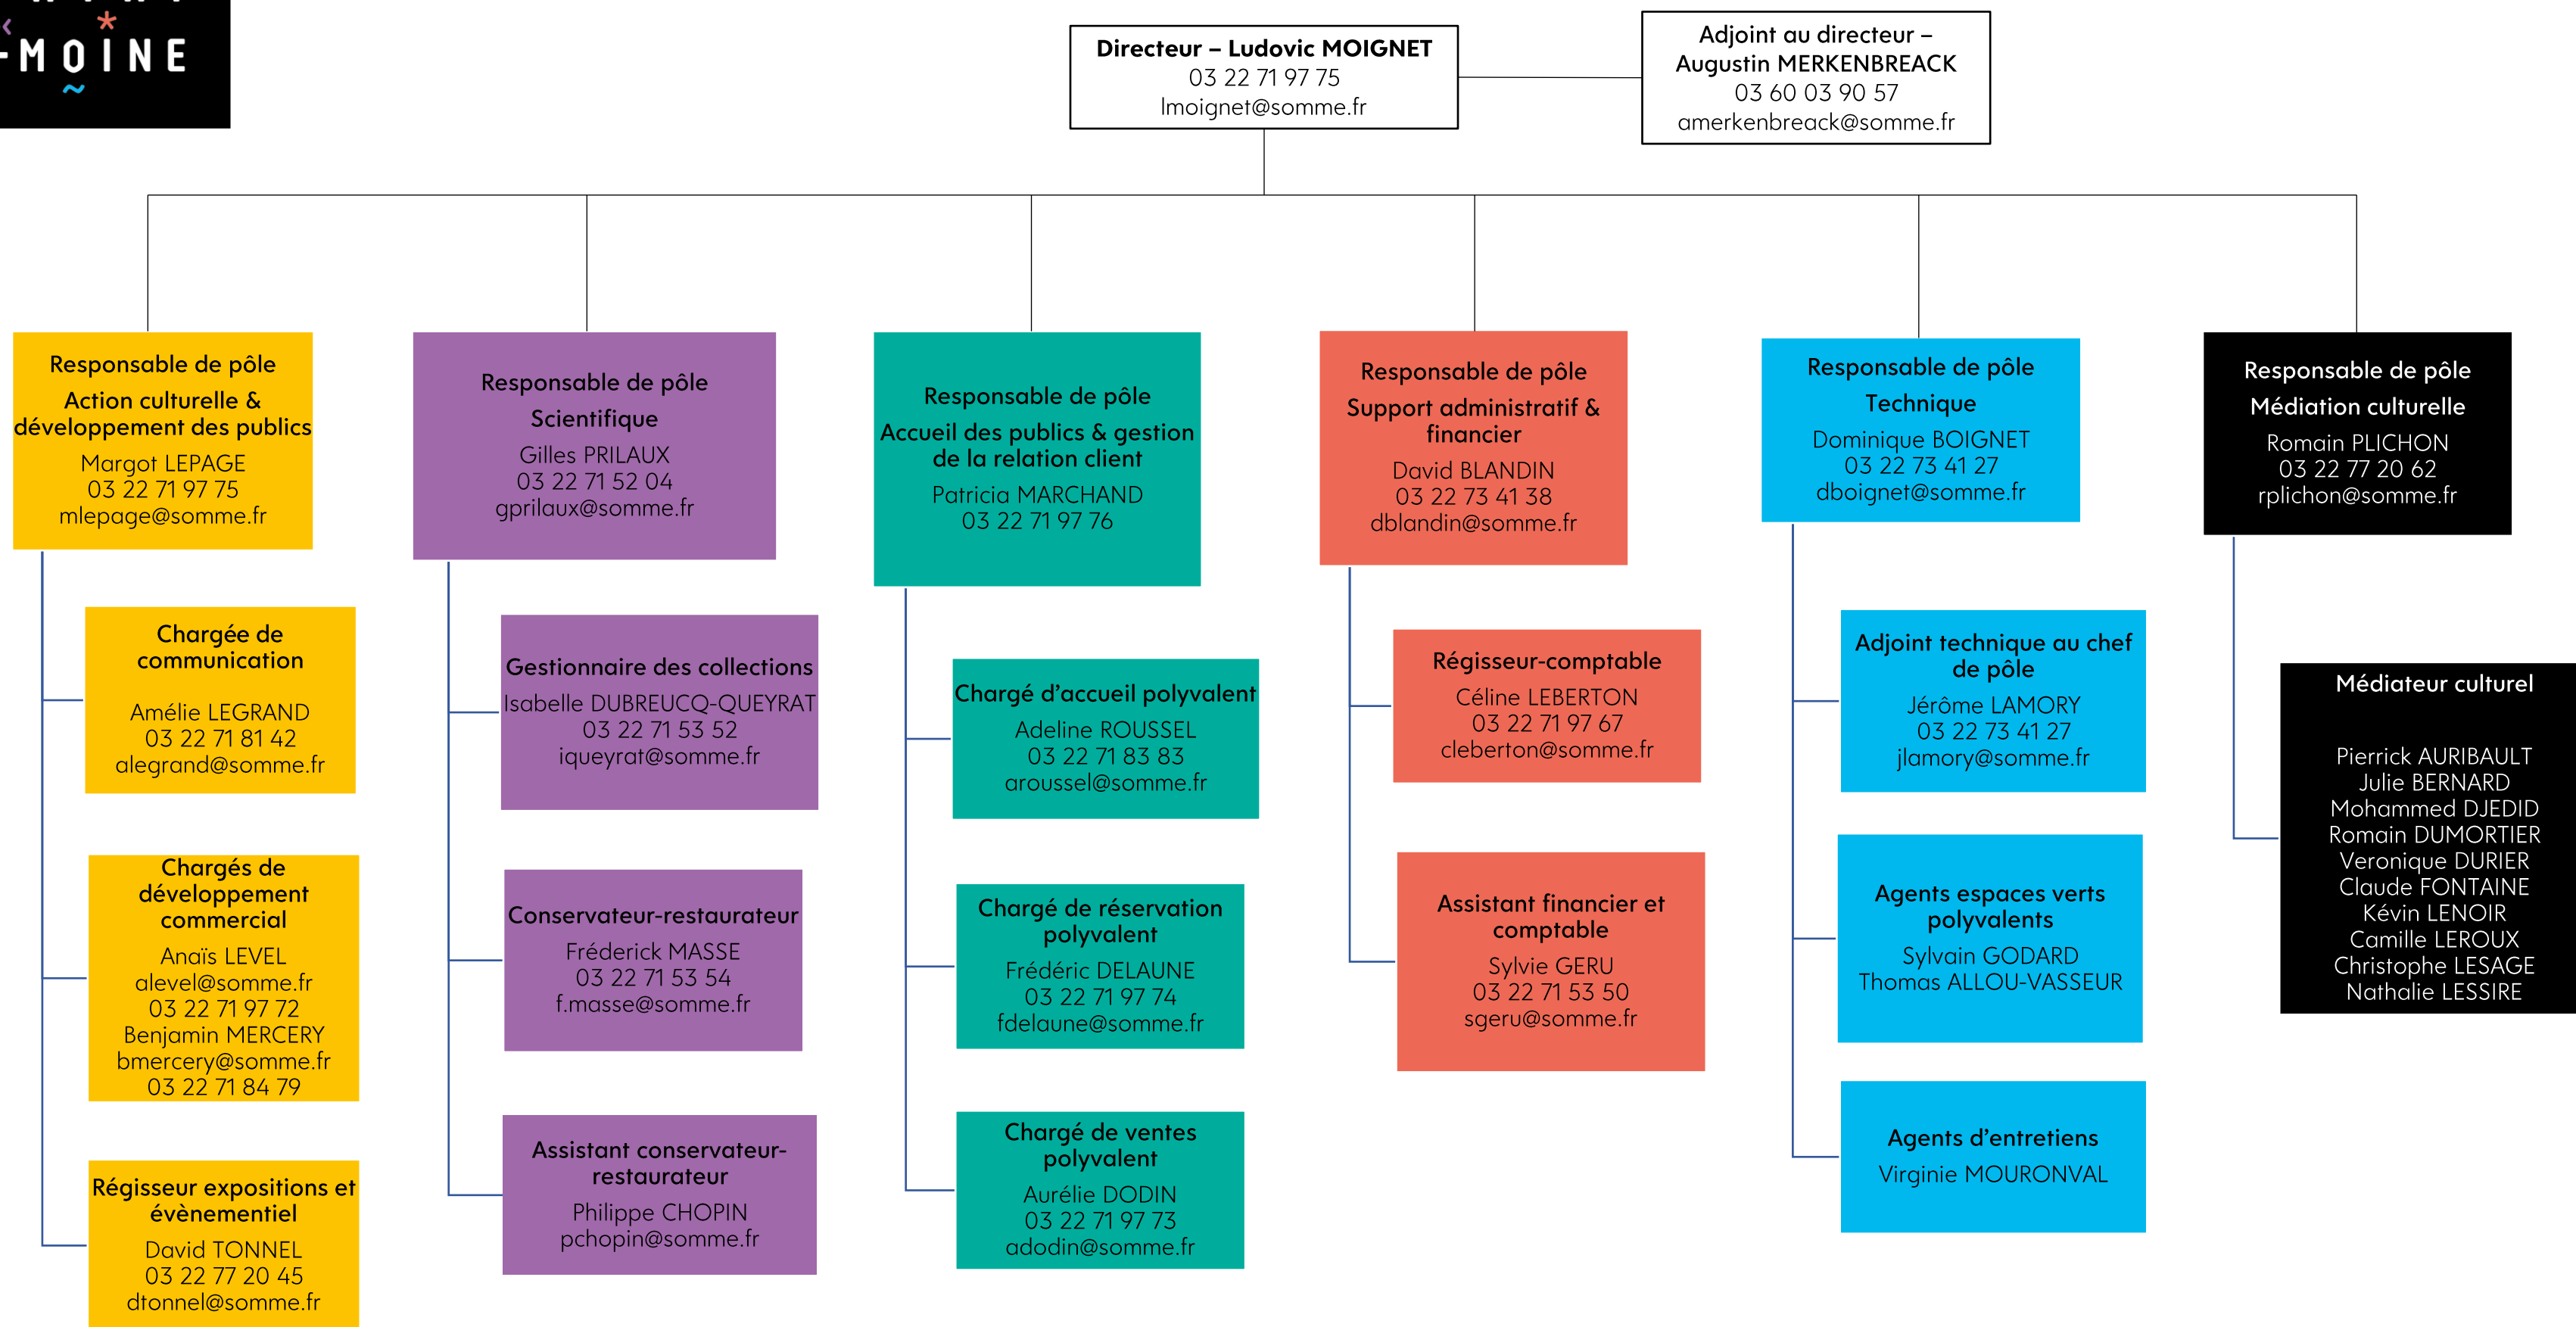 -MOINE
Directeur – Ludovic MOIGNET
03 22 71 97 75
lmoignet@somme.fr
Adjoint au directeur –
Augustin MERKENBREACK
03 60 03 90 57
amerkenbreack@somme.fr
Responsable de pôle
Action culturelle &
développement des publics
Margot LEPAGE
03 22 71 97 75
mlepage@somme.fr
Chargée de
communication
Amélie LEGRAND
03 22 71 81 42
alegrand@somme.fr
Chargés de
développement
commercial
Anaïs LEVEL
alevel@somme.fr
03 22 71 97 72
Benjamin MERCERY
bmercery@somme.fr
03 22 71 84 79
Régisseur expositions et
évènementiel
David TONNEL
03 22 77 20 45
dtonnel@somme.fr
Responsable de pôle
Scientifique
Gilles PRILAUX
03 22 71 52 04
gprilaux@somme.fr
Gestionnaire des collections
Isabelle DUBREUCQ-QUEYRAT
03 22 71 53 52
iqueyrat@somme.fr
Conservateur-restaurateur
Fréderick MASSE
03 22 71 53 54
f.masse@somme.fr
Assistant conservateur-
restaurateur
Philippe CHOPIN
pchopin@somme.fr
Responsable de pôle
Accueil des publics & gestion
de la relation client
Patricia MARCHAND
03 22 71 97 76
Chargé d’accueil polyvalent
Adeline ROUSSEL
03 22 71 83 83
aroussel@somme.fr
Chargé de réservation
polyvalent
Frédéric DELAUNE
03 22 71 97 74
fdelaune@somme.fr
Chargé de ventes
polyvalent
Aurélie DODIN
03 22 71 97 73
adodin@somme.fr
Responsable de pôle
Support administratif &
financier
David BLANDIN
03 22 73 41 38
dblandin@somme.fr
Régisseur-comptable
Céline LEBERTON
03 22 71 97 67
cleberton@somme.fr
Assistant financier et
comptable
Sylvie GERU
03 22 71 53 50
sgeru@somme.fr
Responsable de pôle
Technique
Dominique BOIGNET
03 22 73 41 27
dboignet@somme.fr
Adjoint technique au chef
de pôle
Jérôme LAMORY
03 22 73 41 27
jlamory@somme.fr
Agents espaces verts
polyvalents
Sylvain GODARD
Thomas ALLOU-VASSEUR
Agents d’entretiens
Virginie MOURONVAL
Responsable de pôle
Médiation culturelle
Romain PLICHON
03 22 77 20 62
rplichon@somme.fr
Médiateur culturel
Pierrick AURIBAULT
Julie BERNARD
Mohammed DJEDID
Romain DUMORTIER
Veronique DURIER
Claude FONTAINE
Kévin LENOIR
Camille LEROUX
Christophe LESAGE
Nathalie LESSIRE